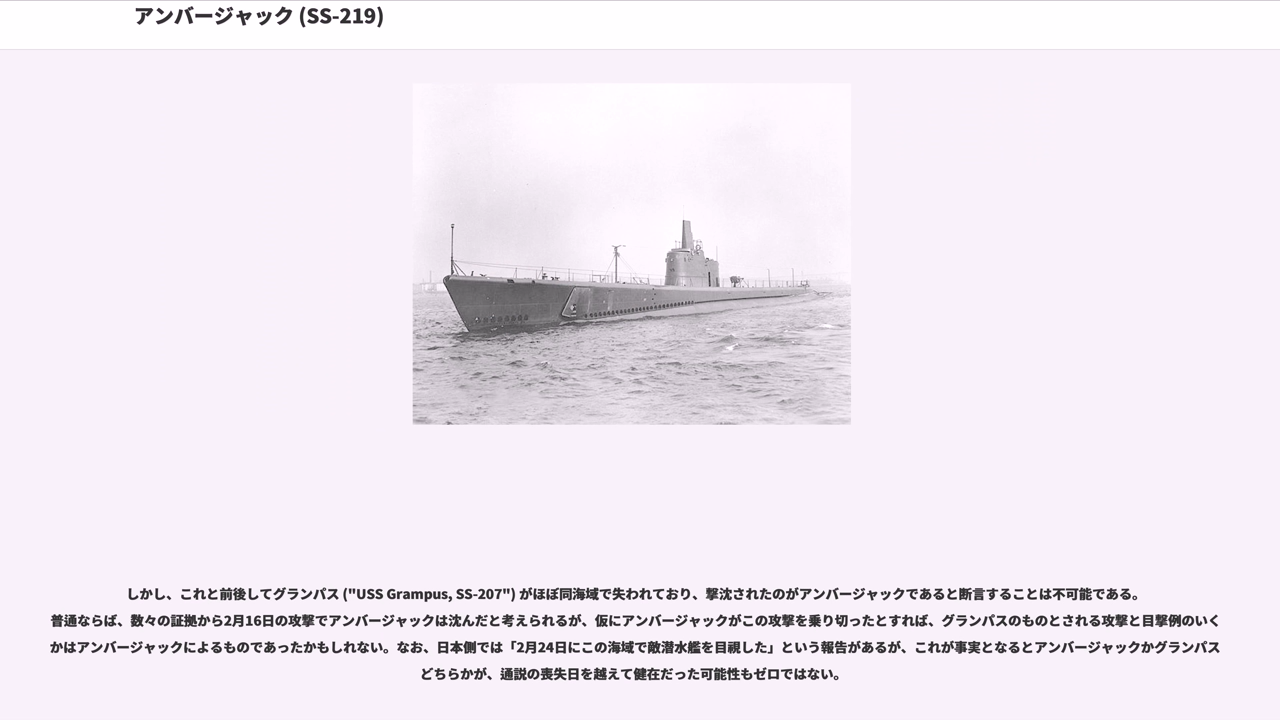 アンバージャック (SS-219)
しかし、これと前後してグランパス ("USS Grampus, SS-207") がほぼ同海域で失われており、撃沈されたのがアンバージャックであると断言することは不可能である。
普通ならば、数々の証拠から2月16日の攻撃でアンバージャックは沈んだと考えられるが、仮にアンバージャックがこの攻撃を乗り切ったとすれば、グランパスのものとされる攻撃と目撃例のいく
かはアンバージャックによるものであったかもしれない。なお、日本側では「2月24日にこの海域で敵潜水艦を目視した」という報告があるが、これが事実となるとアンバージャックかグランパス
どちらかが、通説の喪失日を越えて健在だった可能性もゼロではない。